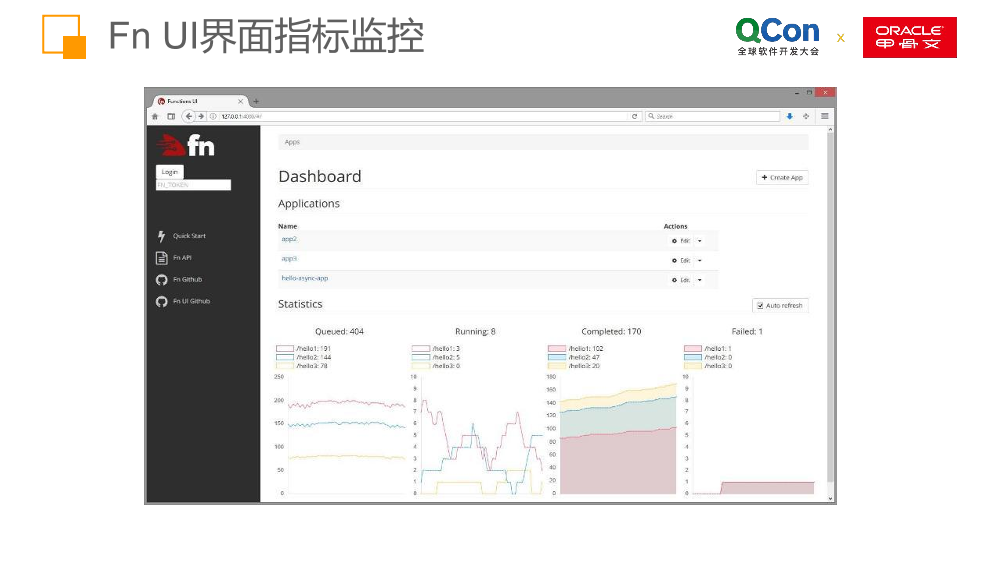 Fn UI界面指标监控
QCon
全球软件开发大会
x
ORACLE
甲骨文
Functions UI
127.0.0.1:4000/#/
Search
fn
Login
FN_TOKEN
Quick Start
Fn API
Fn Github
Fn UI Github
Apps
Dashboard
Create App
Applications
Name Actions
app2 Edit
app3 Edit
hello-async-app Edit
Statistics
Auto refresh
Queued: 404 Running: 8 Completed: 170 Failed: 1
/hello1: 191 /hello1: 3 /hello1: 102 /hello1: 1
/hello2: 144 /hello2: 5 /hello2: 47 /hello2: 0
/hello3: 78 /hello3: 0 /hello3: 20 /hello3: 0
250
200
150
100
50
0
10
9
8
7
6
5
4
3
2
1
0
180
160
140
120
100
80
60
40
20
0
10
9
8
7
6
5
4
3
2
1
0